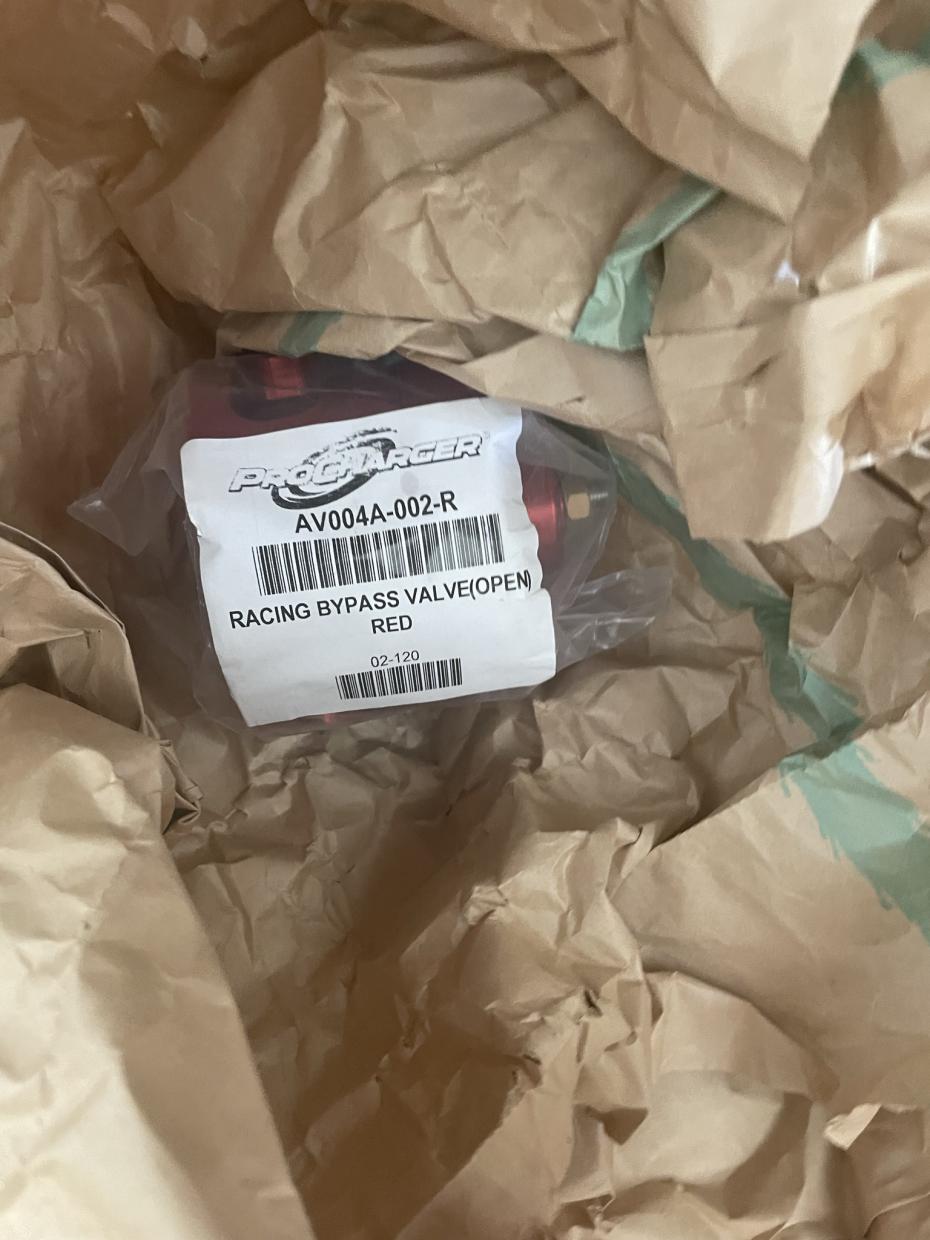 PROCHARGER
AV004A-002-R
RACING BYPASS VALVE(OPEN)
RED
02-120